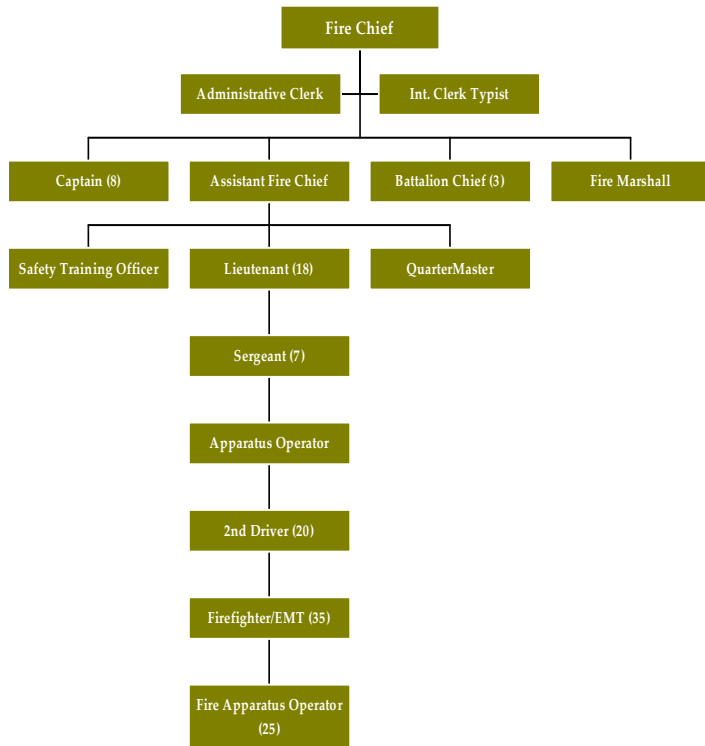 Fire Chief
Administrative Clerk
Int. Clerk Typist
Captain (8)
Assistant Fire Chief
Battalion Chief (3)
Fire Marshall
Safety Training Officer
Lieutenant (18)
QuarterMaster
Sergeant (7)
Apparatus Operator
2nd Driver (20)
Firefighter/EMT (35)
Fire Apparatus Operator
(25)